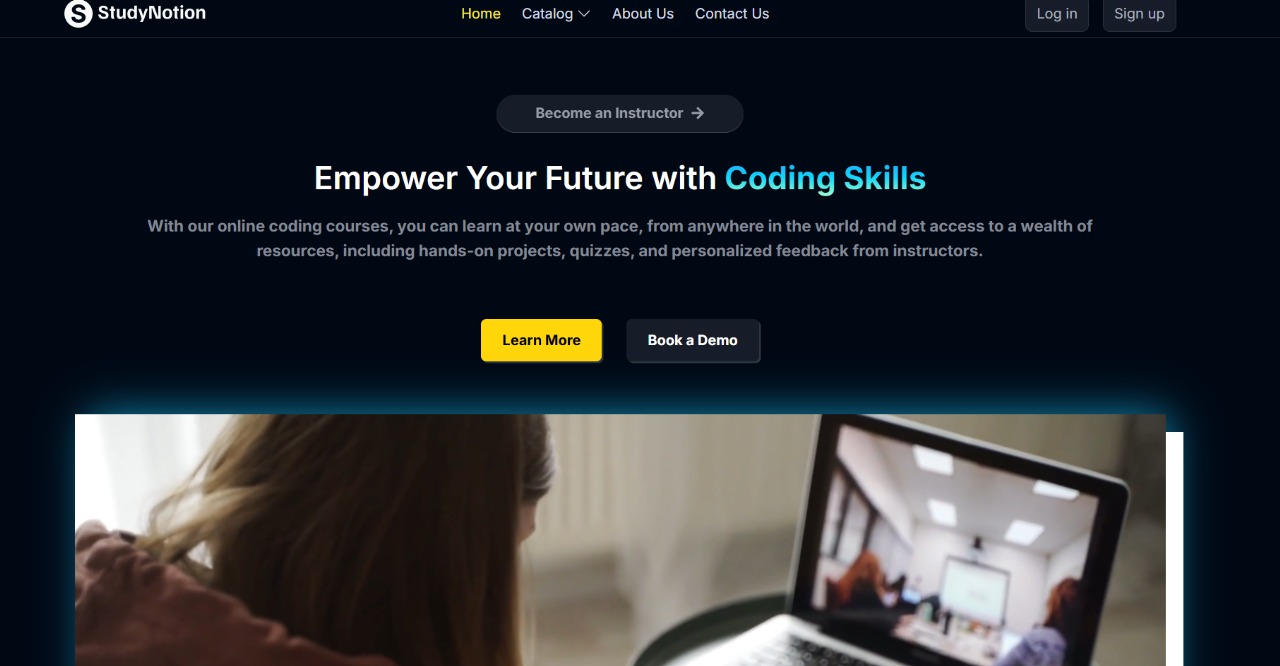 StudyNotion
Home Catalog About Us Contact Us
Log in Sign up
Become an Instructor →
Empower Your Future with Coding Skills
With our online coding courses, you can learn at your own pace, from anywhere in the world, and get access to a wealth of
resources, including hands-on projects, quizzes, and personalized feedback from instructors.
Learn More Book a Demo